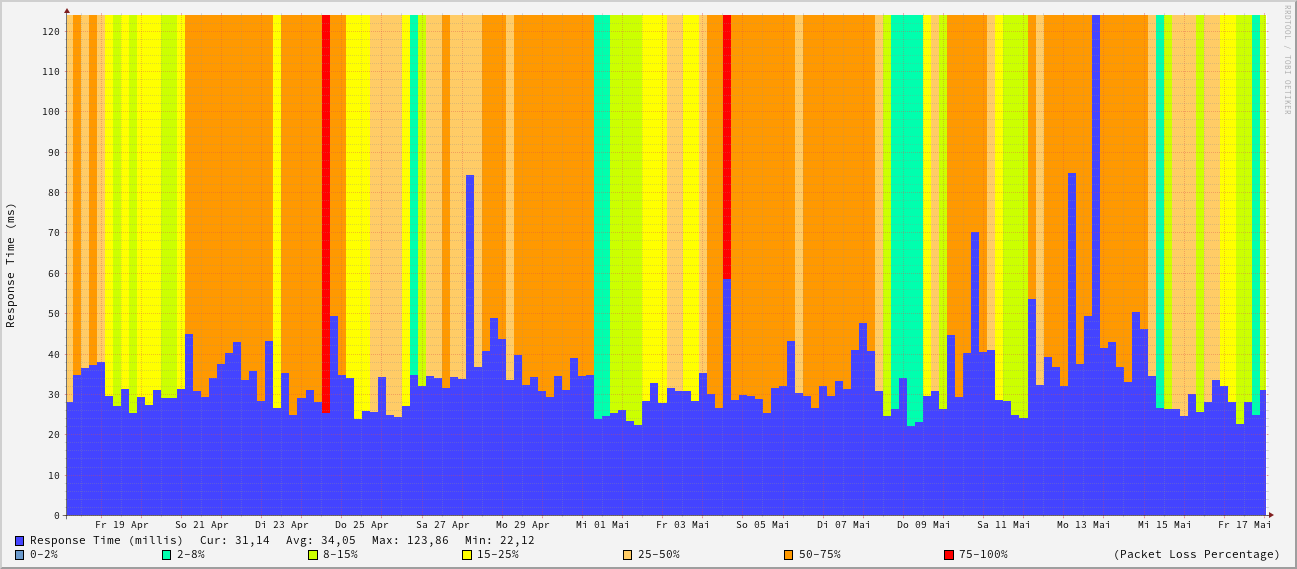 RRDTOOL / TOBI OETIKER
Response Time (ms)
120
110
100
90
80
70
60
50
40
30
20
10
0
Fr 19 Apr So 21 Apr Di 23 Apr Do 25 Apr Sa 27 Apr Mo 29 Apr Mi 01 Mai Fr 03 Mai So 05 Mai Di 07 Mai Do 09 Mai Sa 11 Mai Mo 13 Mai Mi 15 Mai Fr 17 Mai
Response Time (millis) Cur: 31,14 Avg: 34,05 Max: 123,86 Min: 22,12
0-2% 2-8% 8-15% 15-25% 25-50% 50-75% 75-100% (Packet Loss Percentage)